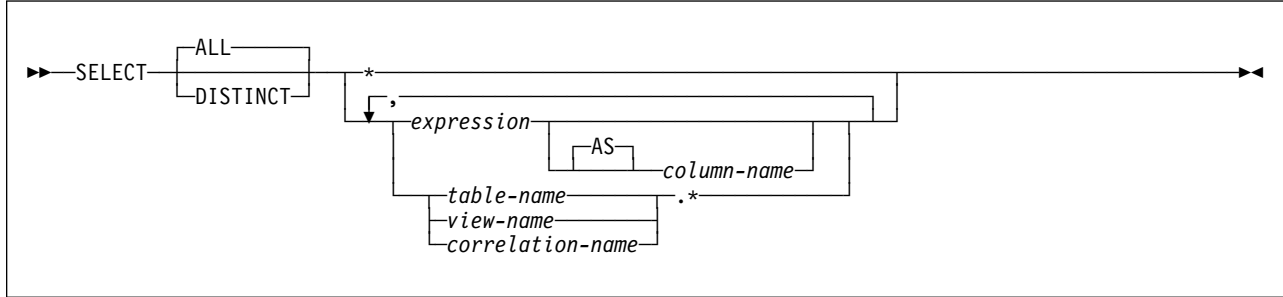 ALL
SELECT *
DISTINCT ,
expression
AS
column-name
table-name .*
view-name
correlation-name